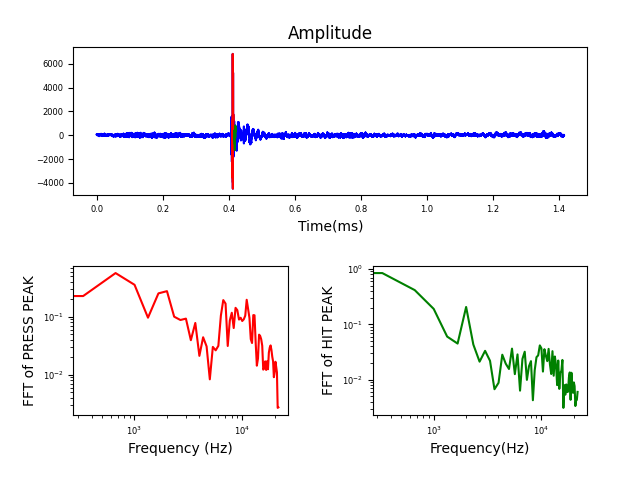 Amplitude
6000
4000
2000
0
−2000
−4000
0.0 0.2 0.4 0.6 0.8 1.0 1.2 1.4
Time(ms)
FFT of PRESS PEAK
10⁻¹
10⁻²
10³ 10⁴
Frequency (Hz)
FFT of HIT PEAK
10⁰
10⁻¹
10⁻²
10³ 10⁴
Frequency(Hz)